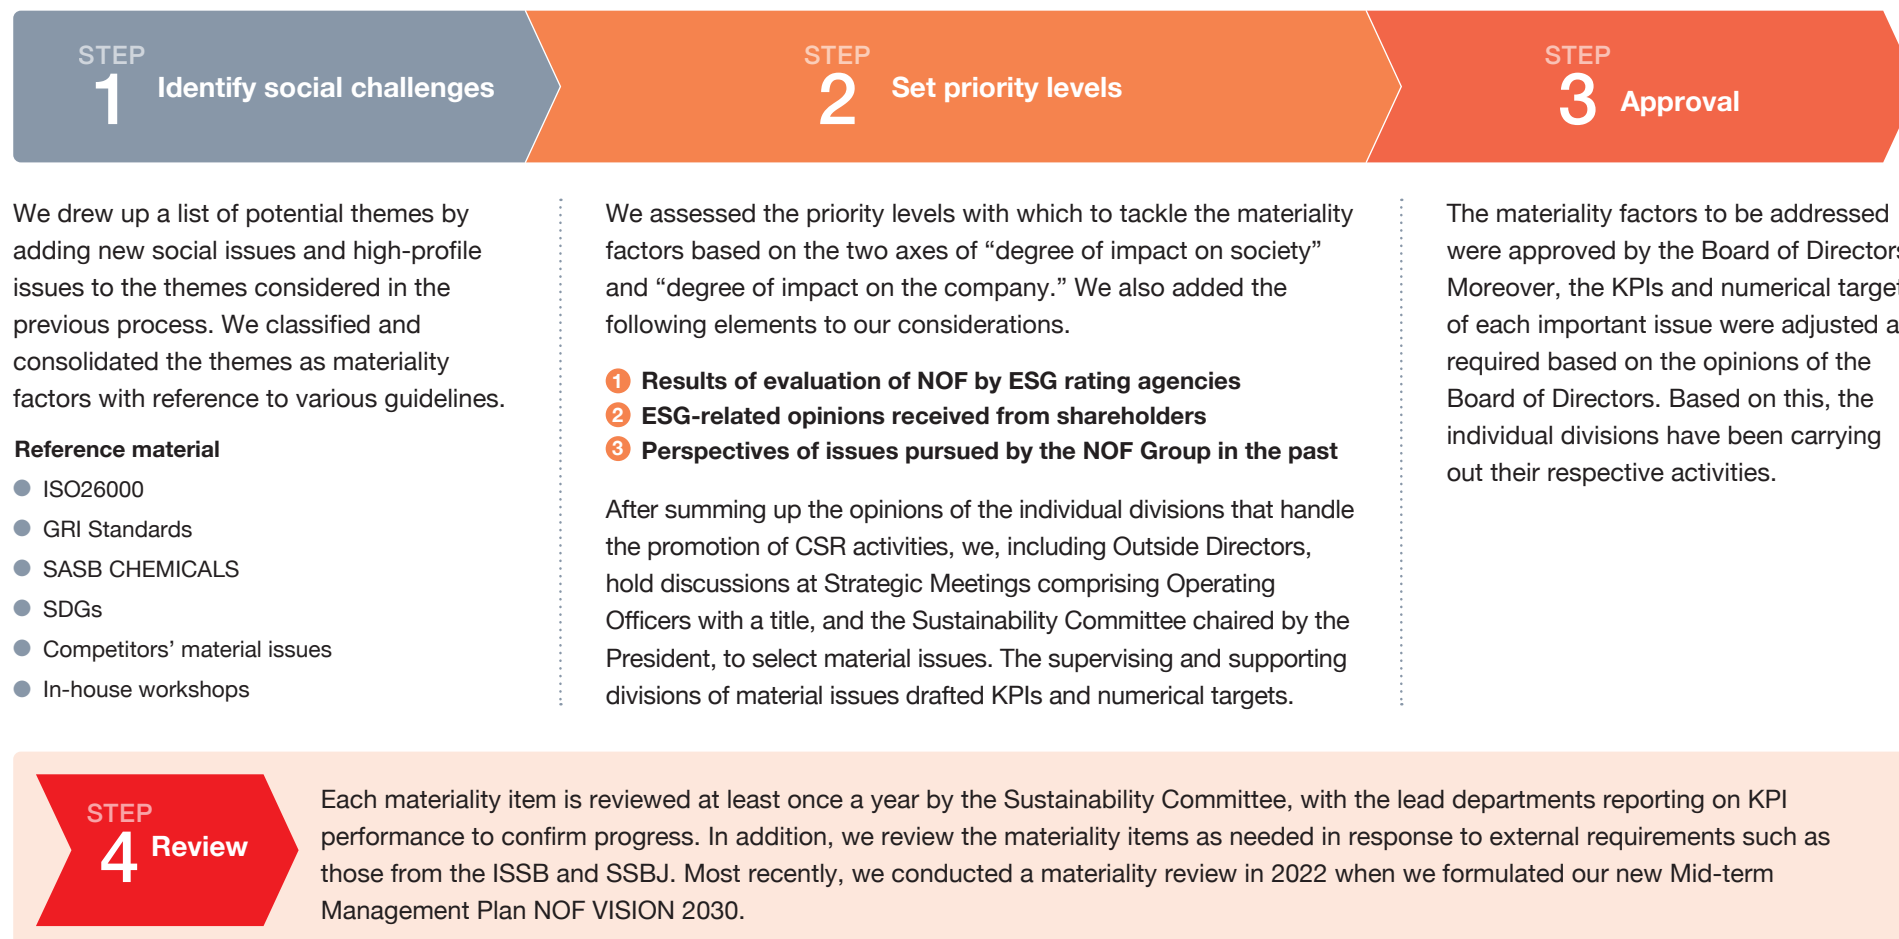 STEP
1 Identify social challenges
STEP
2 Set priority levels
STEP
3 Approval
We drew up a list of potential themes by
adding new social issues and high-profile
issues to the themes considered in the
previous process. We classified and
consolidated the themes as materiality
factors with reference to various guidelines.
Reference material
ISO26000
GRI Standards
SASB CHEMICALS
SDGs
Competitors’ material issues
In-house workshops
We assessed the priority levels with which to tackle the materiality
factors based on the two axes of “degree of impact on society”
and “degree of impact on the company.” We also added the
following elements to our considerations.
1 Results of evaluation of NOF by ESG rating agencies
2 ESG-related opinions received from shareholders
3 Perspectives of issues pursued by the NOF Group in the past
After summing up the opinions of the individual divisions that handle
the promotion of CSR activities, we, including Outside Directors,
hold discussions at Strategic Meetings comprising Operating
Officers with a title, and the Sustainability Committee chaired by the
President, to select material issues. The supervising and supporting
divisions of material issues drafted KPIs and numerical targets.
The materiality factors to be addressed
were approved by the Board of Directors
Moreover, the KPIs and numerical target
of each important issue were adjusted a
required based on the opinions of the
Board of Directors. Based on this, the
individual divisions have been carrying
out their respective activities.
STEP
4 Review
Each materiality item is reviewed at least once a year by the Sustainability Committee, with the lead departments reporting on KPI
performance to confirm progress. In addition, we review the materiality items as needed in response to external requirements such as
those from the ISSB and SSBJ. Most recently, we conducted a materiality review in 2022 when we formulated our new Mid-term
Management Plan NOF VISION 2030.